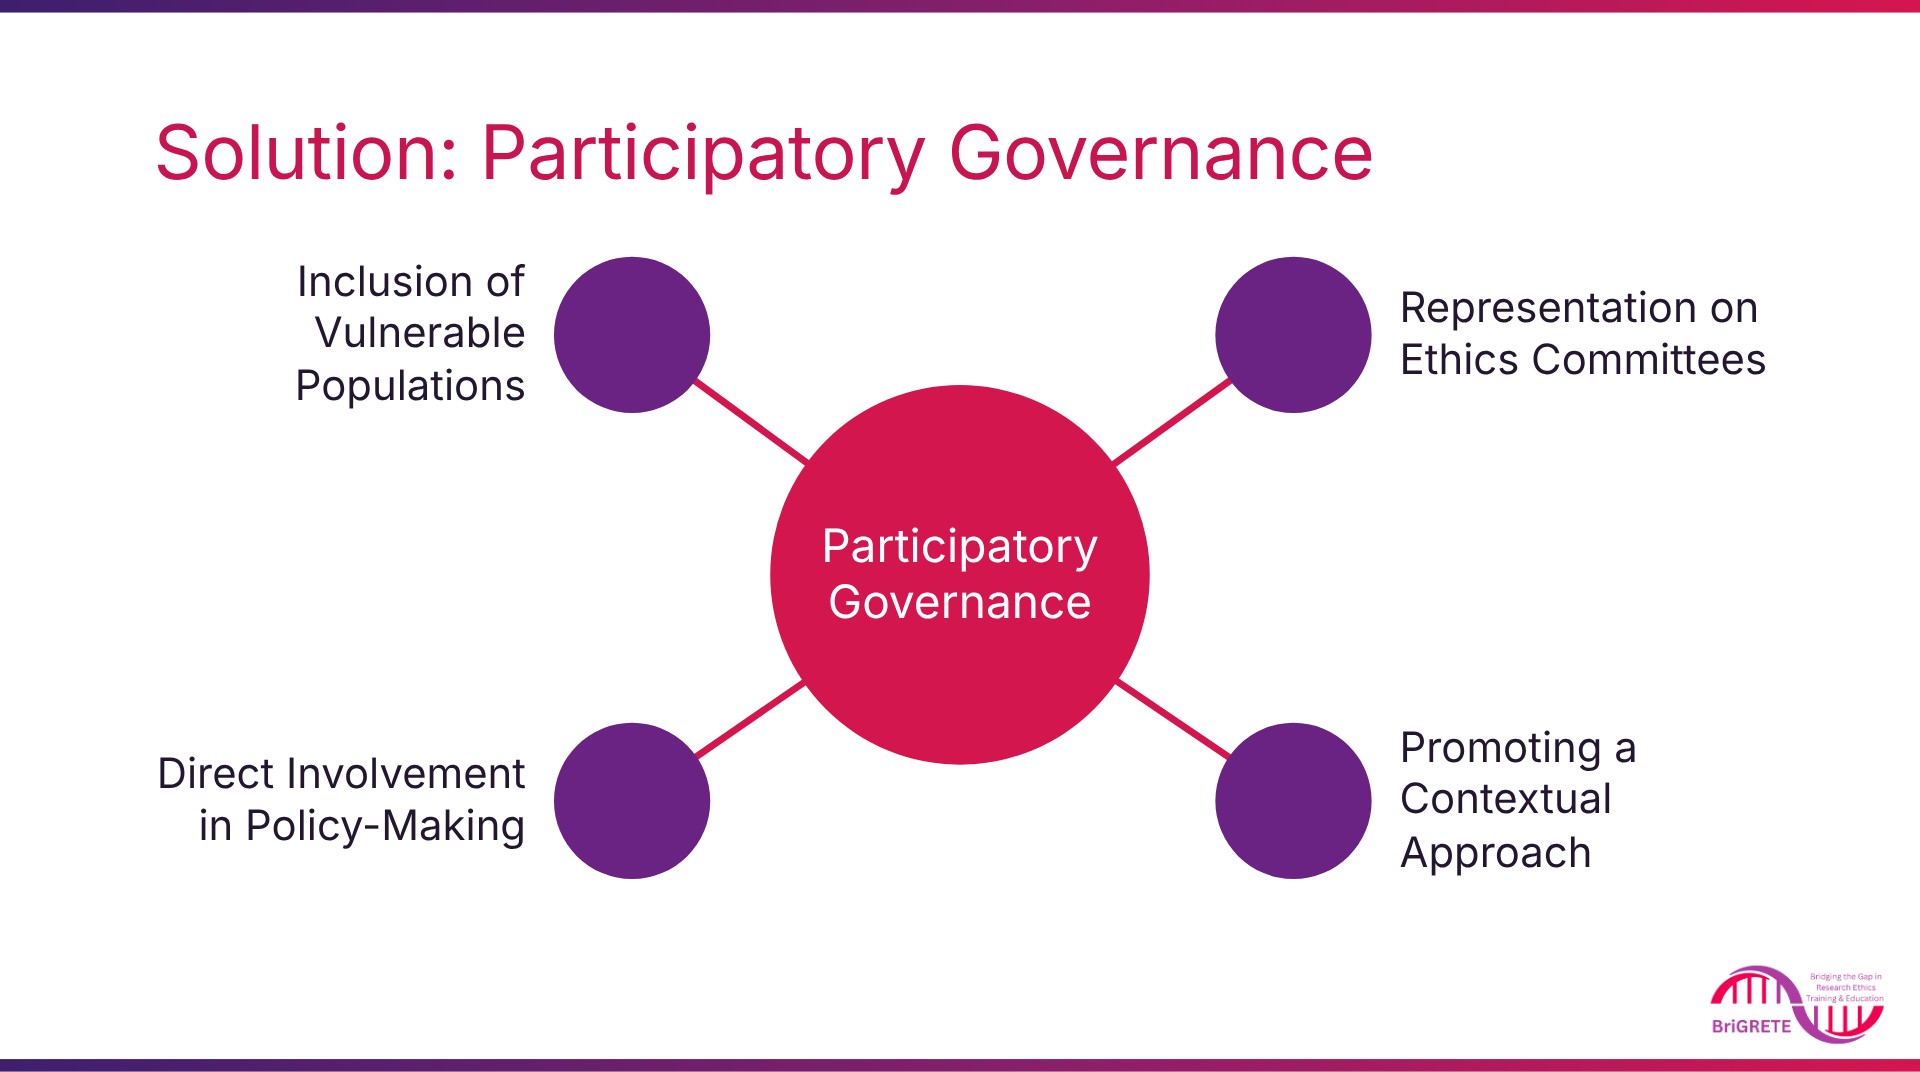 Solution: Participatory Governance
Inclusion of
Vulnerable
Populations
Representation on
Ethics Committees
Participatory
Governance
Direct Involvement
in Policy-Making
Promoting a
Contextual
Approach
Bridging the Gap in
Research Ethics
Training & Education
BriGRETE